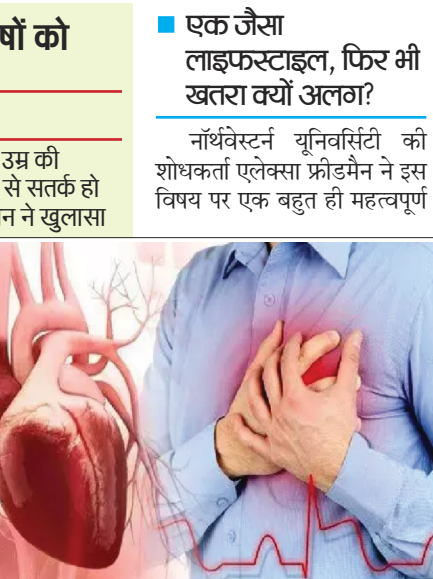 षों को
उम्र की
से सतर्क हो
न ने खुलासा
एक जैसा
लाइफस्टाइल, फिर भी
खतरा क्यों अलग?
नॉर्थवेस्टर्न यूनिवर्सिटी की
शोधकर्ता एलेक्सा फ्रीडमैन ने इस
विषय पर एक बहुत ही महत्वपूर्ण